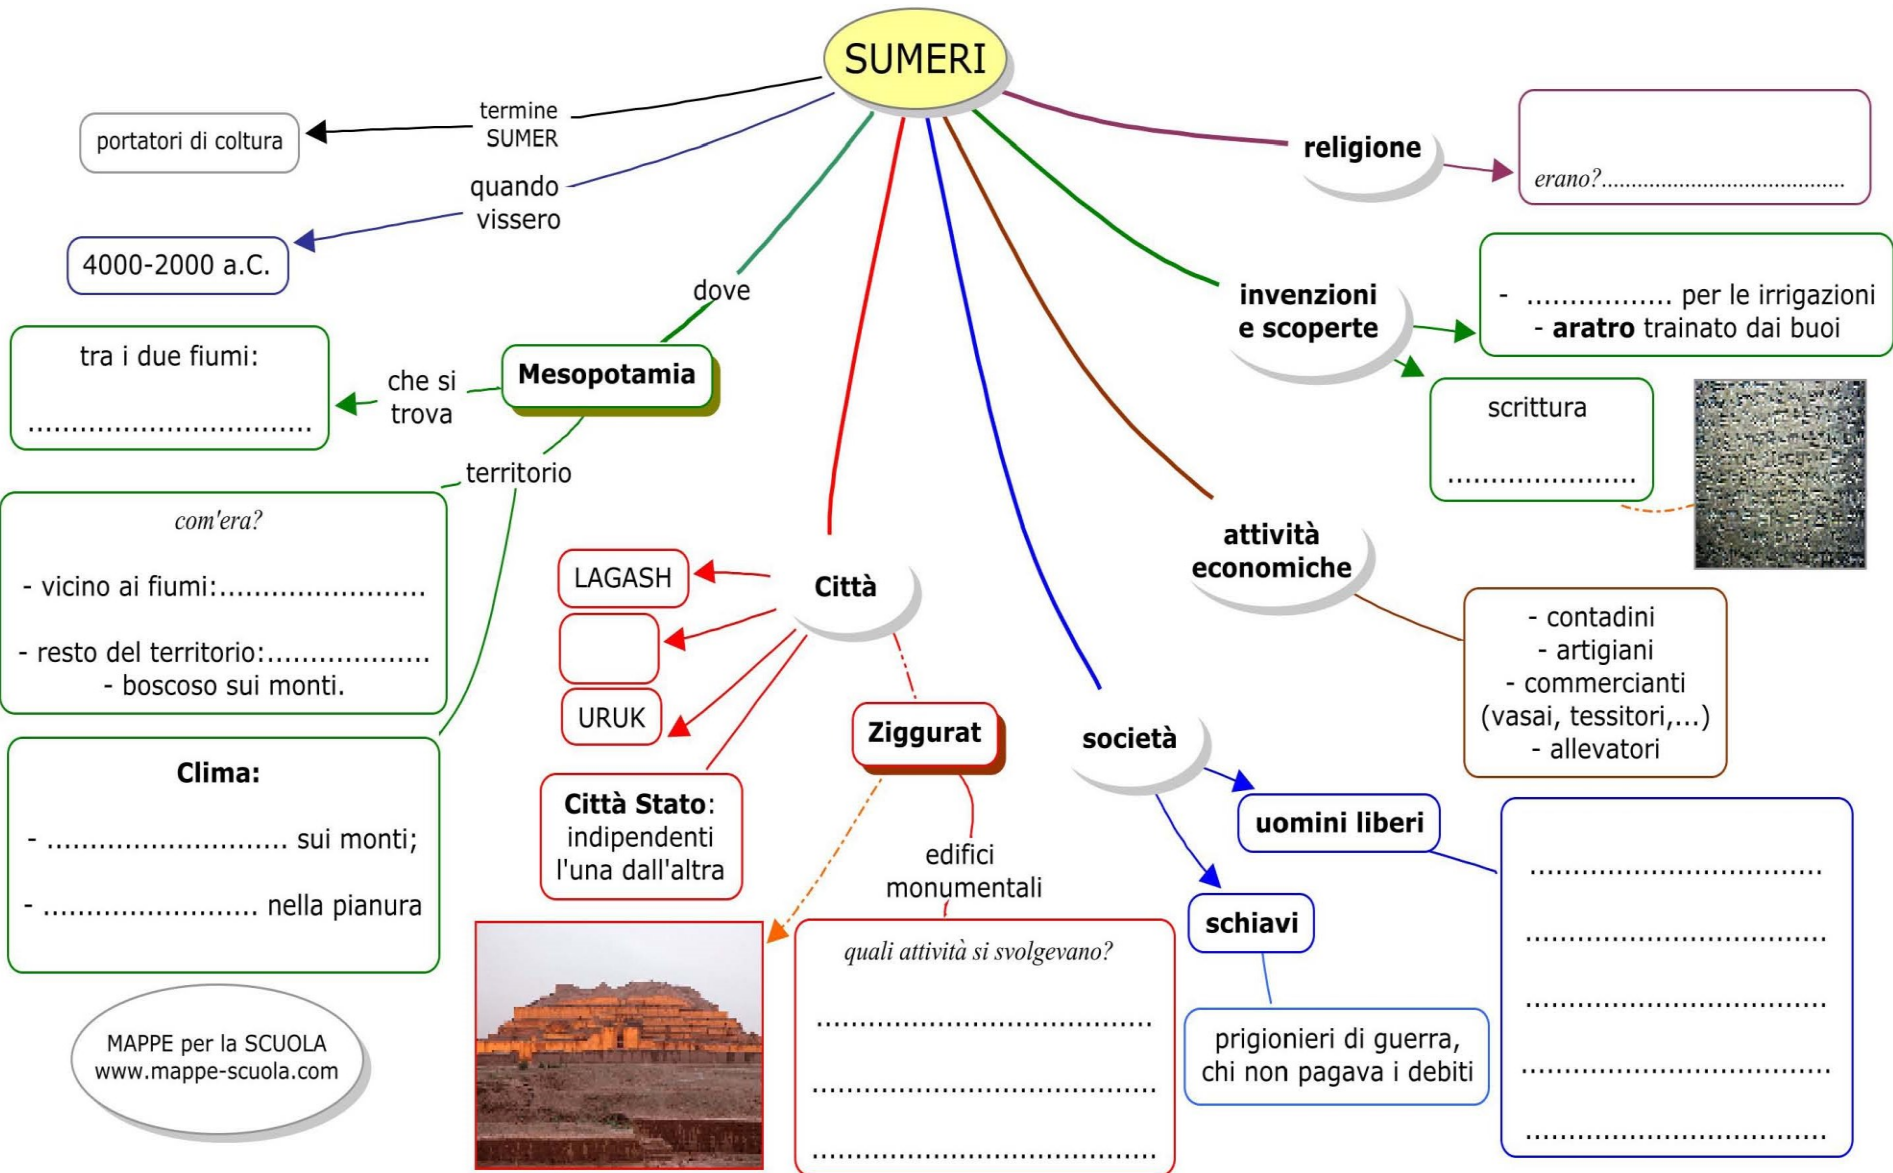 SUMERI
termine
SUMER
portatori di coltura
quando
vissero
4000-2000 a.C.
dove
Mesopotamia
che si
trova
tra i due fiumi:
.................................
territorio
com'era?
- vicino ai fiumi:........................
- resto del territorio:...................
- boscoso sui monti.
Clima:
- ............................ sui monti;
- ......................... nella pianura
MAPPE per la SCUOLA
www.mappe-scuola.com
Città
LAGASH
URUK
Città Stato:
indipendenti
l'una dall'altra
Ziggurat
edifici
monumentali
quali attività si svolgevano?
.......................................
........................................
........................................
società
uomini liberi
..................................
...................................
...................................
....................................
...................................
schiavi
prigionieri di guerra,
chi non pagava i debiti
attività
economiche
- contadini
- artigiani
- commercianti
(vasai, tessitori,...)
- allevatori
invenzioni
e scoperte
- ................. per le irrigazioni
- aratro trainato dai buoi
scrittura
......................
religione
erano?.........................................